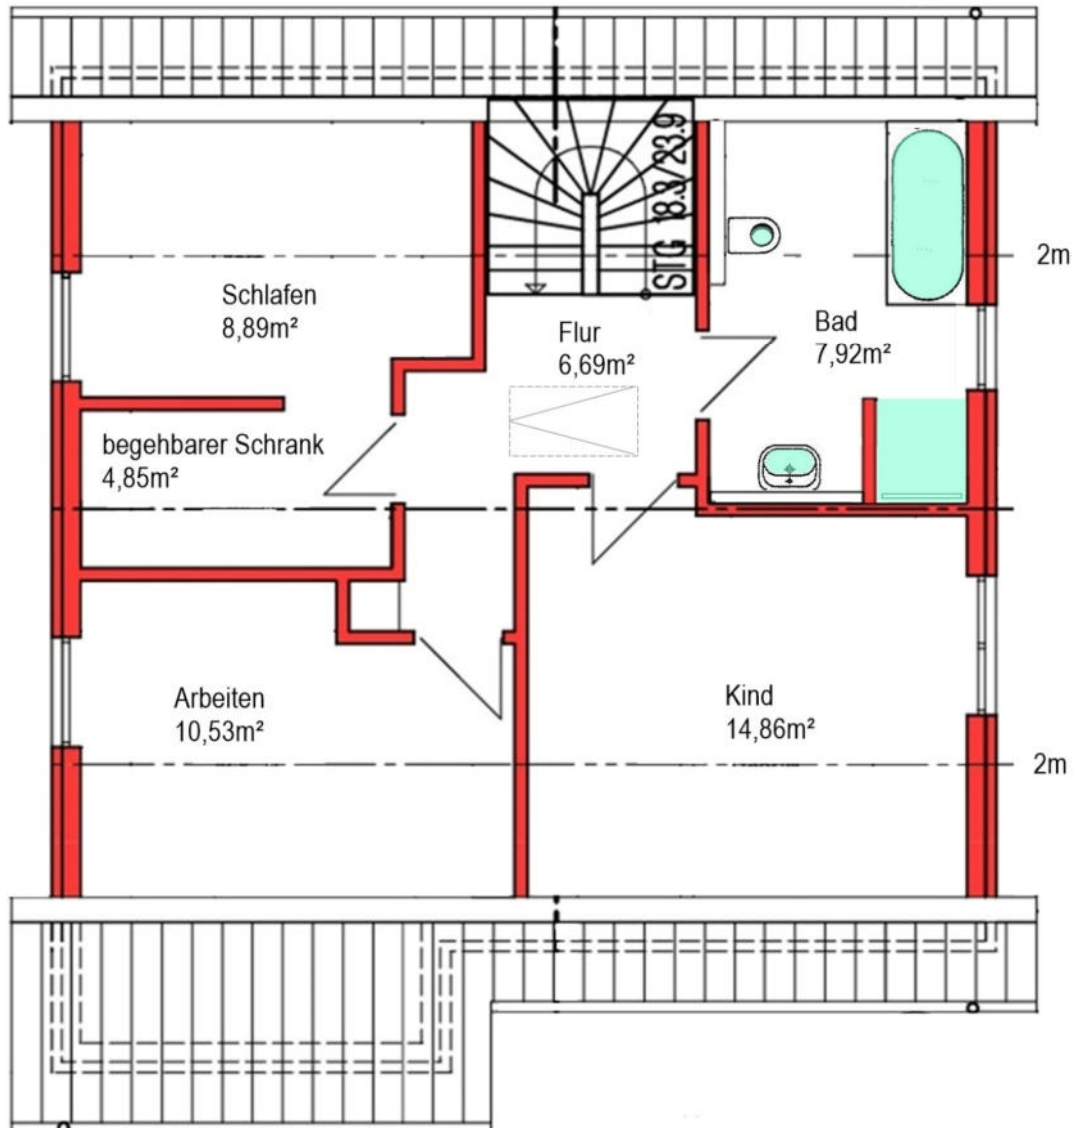 STG 18.3/23.9
2m
Schlafen
8,89m²
Flur
6,69m²
Bad
7,92m²
begehbarer Schrank
4,85m²
Arbeiten
10,53m²
Kind
14,86m²
2m